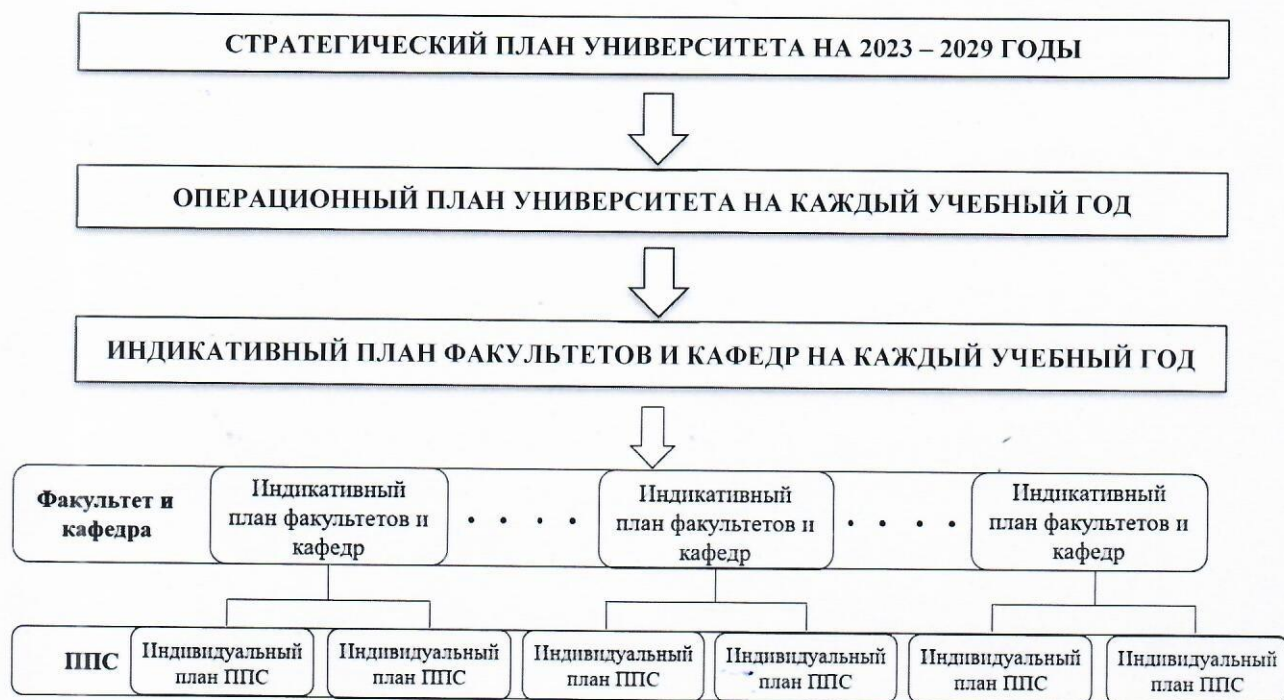 СТРАТЕГИЧЕСКИЙ ПЛАН УНИВЕРСИТЕТА НА 2023 – 2029 ГОДЫ
ОПЕРАЦИОННЫЙ ПЛАН УНИВЕРСИТЕТА НА КАЖДЫЙ УЧЕБНЫЙ ГОД
ИНДИКАТИВНЫЙ ПЛАН ФАКУЛЬТЕТОВ И КАФЕДР НА КАЖДЫЙ УЧЕБНЫЙ ГОД
Факультет и
кафедра
Индикативный
план факультетов и
кафедр
· · · ·
Индикативный
план факультетов и
кафедр
· · · ·
Индикативный
план факультетов и
кафедр
ППС
Индивидуальный
план ППС
Индивидуальный
план ППС
Индивидуальный
план ППС
Индивидуальный
план ППС
Индивидуальный
план ППС
Индивидуальный
план ППС